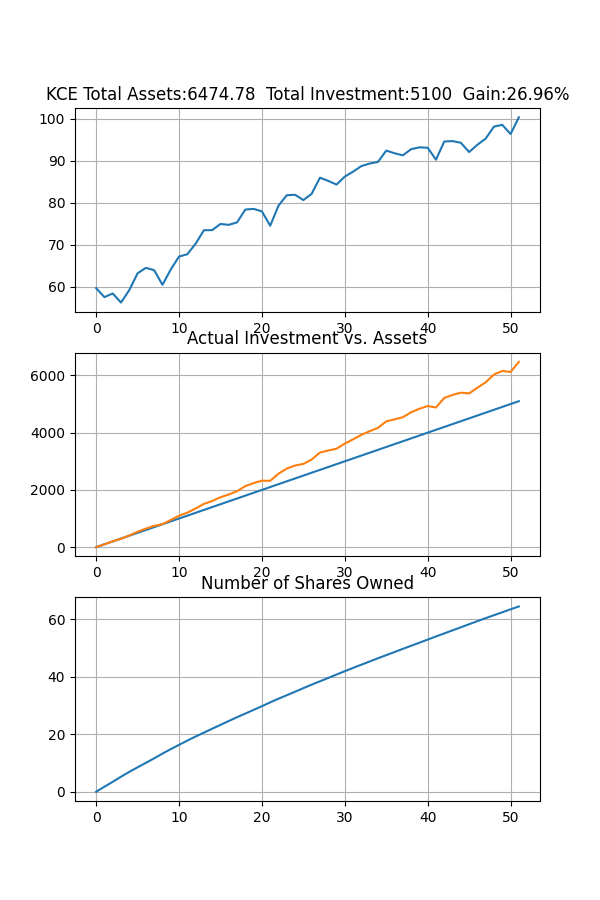 KCE Total Assets:6474.78  Total Investment:5100  Gain:26.96%
100
90
80
70
60
0 10 20 30 40 50
Actual Investment vs. Assets
6000
4000
2000
0
0 10 20 30 40 50
Number of Shares Owned
60
40
20
0
0 10 20 30 40 50